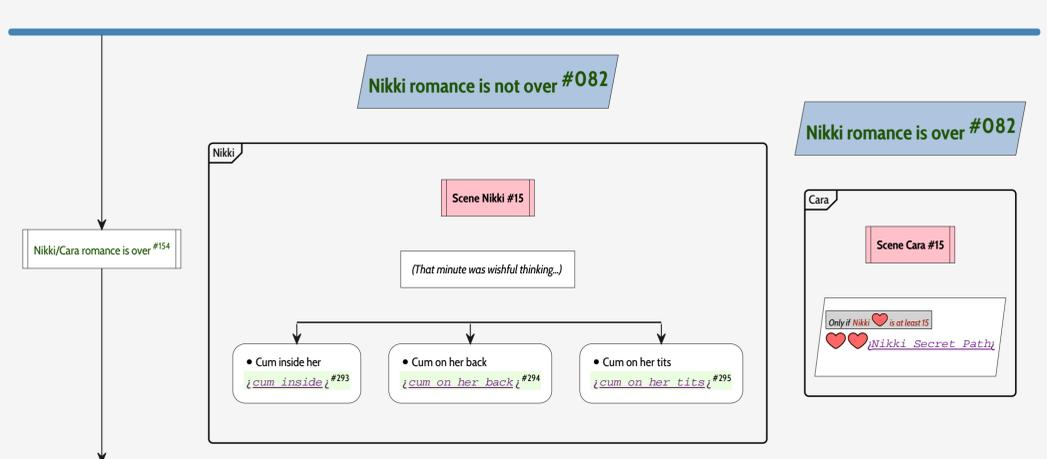 Nikki romance is not over #082
Nikki romance is over #082
Nikki
Scene Nikki #15
Cara
Scene Cara #15
Nikki/Cara romance is over #154
(That minute was wishful thinking...)
Only if Nikki ❤ is at least 15
❤❤¿Nikki Secret Path¿
• Cum inside her
¿cum inside¿ #293
• Cum on her back
¿cum on her back¿ #294
• Cum on her tits
¿cum on her tits¿ #295